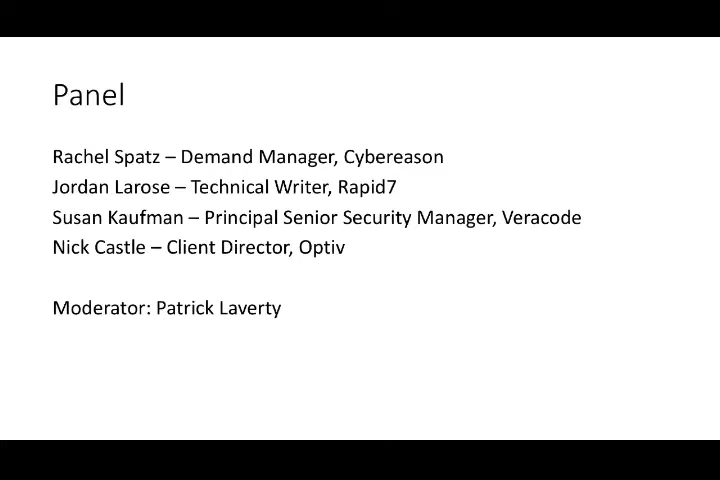 Panel
Rachel Spatz – Demand Manager, Cybereason
Jordan Larose – Technical Writer, Rapid7
Susan Kaufman – Principal Senior Security Manager, Veracode
Nick Castle – Client Director, Optiv
Moderator: Patrick Laverty